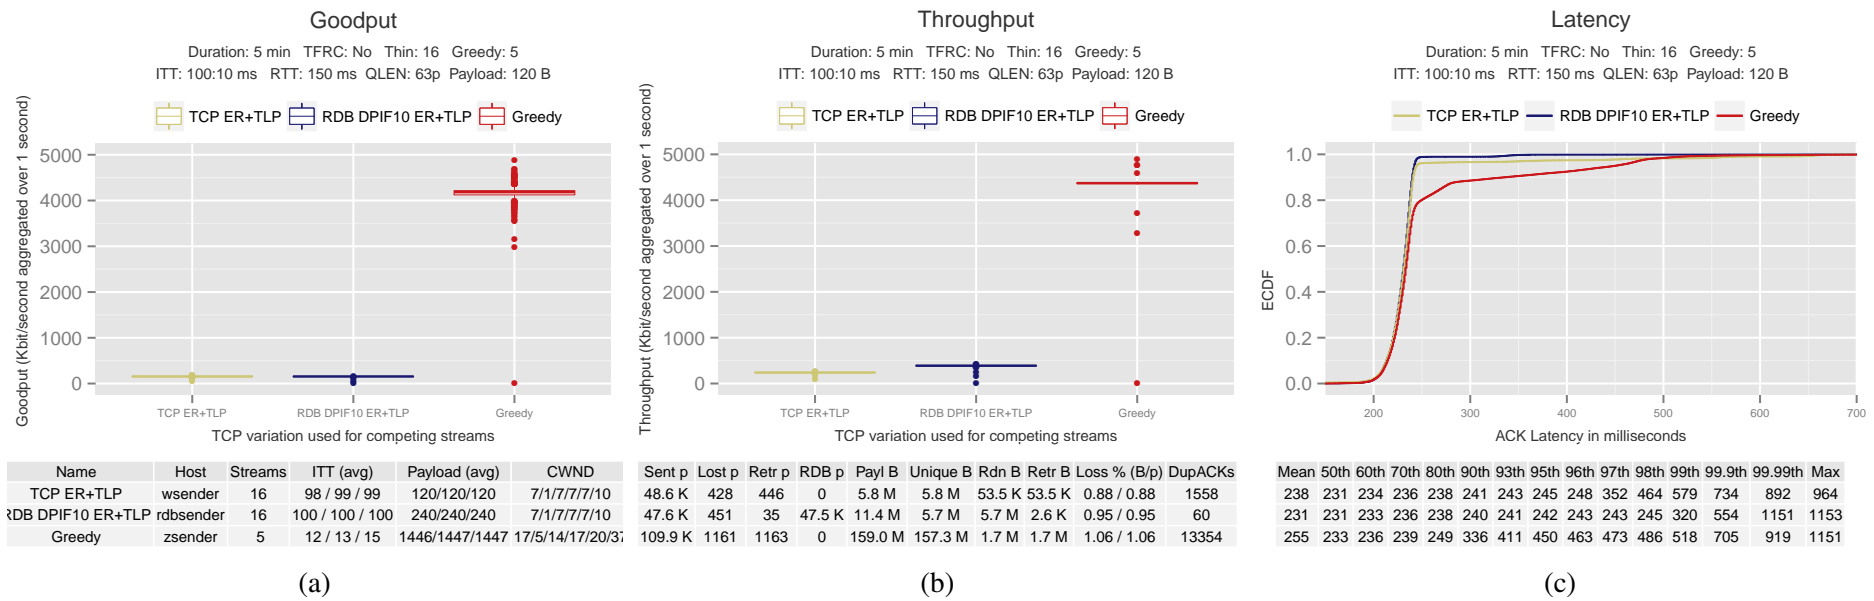 Goodput
Duration: 5 min TFRC: No Thin: 16 Greedy: 5
ITT: 100:10 ms RTT: 150 ms QLEN: 63p Payload: 120 B
TCP ER+TLP RDB DPIF10 ER+TLP Greedy
Goodput (Kbit/second aggregated over 1 second)
5000
4000
3000
2000
1000
0
TCP ER+TLP RDB DPIF10 ER+TLP Greedy
TCP variation used for competing streams
Name Host Streams ITT (avg) Payload (avg) CWND
TCP ER+TLP wsender 16 98 / 99 / 99 120/120/120 7/1/7/7/7/10
RDB DPIF10 ER+TLP rdbsender 16 100 / 100 / 100 240/240/240 7/1/7/7/7/10
Greedy zsender 5 12 / 13 / 15 1446/1447/1447 17/5/14/17/20/37
(a)
Throughput
Duration: 5 min TFRC: No Thin: 16 Greedy: 5
ITT: 100:10 ms RTT: 150 ms QLEN: 63p Payload: 120 B
TCP ER+TLP RDB DPIF10 ER+TLP Greedy
Throughput (Kbit/second aggregated over 1 second)
5000
4000
3000
2000
1000
0
TCP ER+TLP RDB DPIF10 ER+TLP Greedy
TCP variation used for competing streams
Sent p Lost p Retr p RDB p Payl B Unique B Rdn B Retr B Loss % (B/p) DupACKs
48.6 K 428 446 0 5.8 M 5.8 M 53.5 K 53.5 K 0.88 / 0.88 1558
47.6 K 451 35 47.5 K 11.4 M 5.7 M 5.7 M 2.6 K 0.95 / 0.95 60
109.9 K 1161 1163 0 159.0 M 157.3 M 1.7 M 1.7 M 1.06 / 1.06 13354
(b)
Latency
Duration: 5 min TFRC: No Thin: 16 Greedy: 5
ITT: 100:10 ms RTT: 150 ms QLEN: 63p Payload: 120 B
TCP ER+TLP RDB DPIF10 ER+TLP Greedy
ECDF
1.0
0.8
0.6
0.4
0.2
0.0
200 300 400 500 600 700
ACK Latency in milliseconds
Mean 50th 60th 70th 80th 90th 93th 95th 96th 97th 98th 99th 99.9th 99.99th Max
238 231 234 236 238 241 243 245 248 352 464 579 734 892 964
231 231 233 236 238 240 241 242 243 243 245 320 554 1151 1153
255 233 236 239 249 336 411 450 463 473 486 518 705 919 1151
(c)